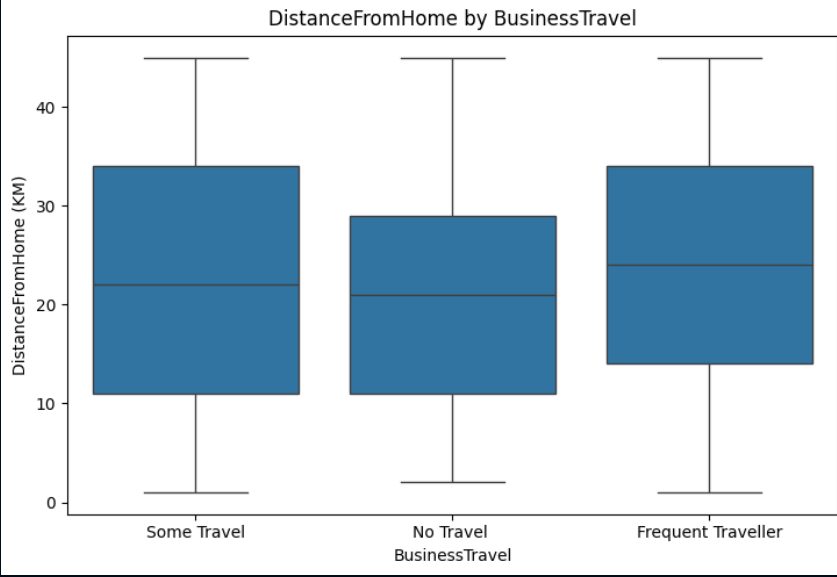 DistanceFromHome by BusinessTravel
DistanceFromHome (KM)
40
30
20
10
0
Some Travel No Travel Frequent Traveller
BusinessTravel